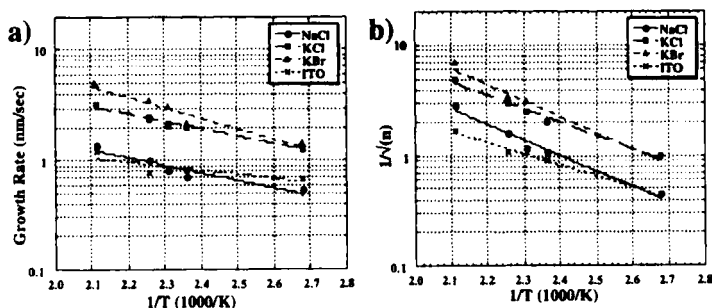 a)
Growth Rate (nm/sec)
10
1
0.1
2.0 2.1 2.2 2.3 2.4 2.5 2.6 2.7 2.8
1/T (1000/K)
NaCl
KCl
KBr
ITO
b)
1/√(n)
10
1
0.1
2.0 2.1 2.2 2.3 2.4 2.5 2.6 2.7 2.8
1/T (1000/K)
NaCl
KCl
KBr
ITO